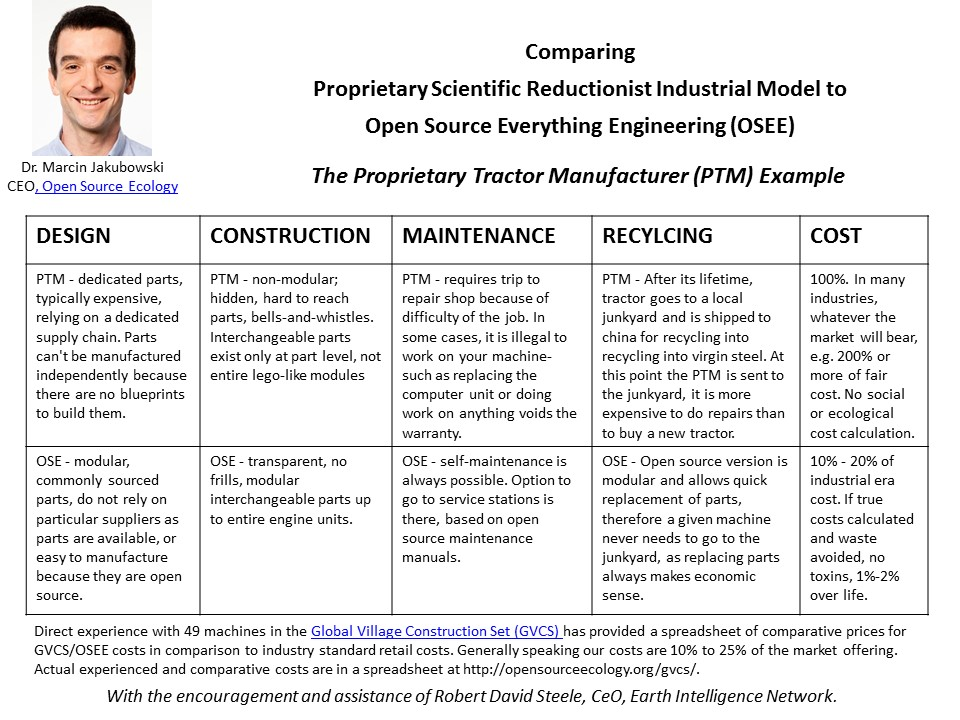 Comparing
Proprietary Scientific Reductionist Industrial Model to
Open Source Everything Engineering (OSEE)
The Proprietary Tractor Manufacturer (PTM) Example
Dr. Marcin Jakubowski
CEO, Open Source Ecology
DESIGN
CONSTRUCTION
MAINTENANCE
RECYLCING
COST
PTM - dedicated parts,
typically expensive,
relying on a dedicated
supply chain. Parts
can't be manufactured
independently because
there are no blueprints
to build them.
PTM - non-modular;
hidden, hard to reach
parts, bells-and-whistles.
Interchangeable parts
exist only at part level, not
entire lego-like modules
PTM - requires trip to
repair shop because of
difficulty of the job. In
some cases, it is illegal to
work on your machine-
such as replacing the
computer unit or doing
work on anything voids the
warranty.
PTM - After its lifetime,
tractor goes to a local
junkyard and is shipped to
china for recycling into
recycling into virgin steel. At
this point the PTM is sent to
the junkyard, it is more
expensive to do repairs than
to buy a new tractor.
100%. In many
industries,
whatever the
market will bear,
e.g. 200% or
more of fair
cost. No social
or ecological
cost calculation.
OSE - modular,
commonly sourced
parts, do not rely on
particular suppliers as
parts are available, or
easy to manufacture
because they are open
source.
OSE - transparent, no
frills, modular
interchangeable parts up
to entire engine units.
OSE - self-maintenance is
always possible. Option to
go to service stations is
there, based on open
source maintenance
manuals.
OSE - Open source version is
modular and allows quick
replacement of parts,
therefore a given machine
never needs to go to the
junkyard, as replacing parts
always makes economic
sense.
10% - 20% of
industrial era
cost. If true
costs calculated
and waste
avoided, no
toxins, 1%-2%
over life.
Direct experience with 49 machines in the Global Village Construction Set (GVCS) has provided a spreadsheet of comparative prices for
GVCS/OSEE costs in comparison to industry standard retail costs. Generally speaking our costs are 10% to 25% of the market offering.
Actual experienced and comparative costs are in a spreadsheet at http://opensourceecology.org/gvcs/.
With the encouragement and assistance of Robert David Steele, CeO, Earth Intelligence Network.